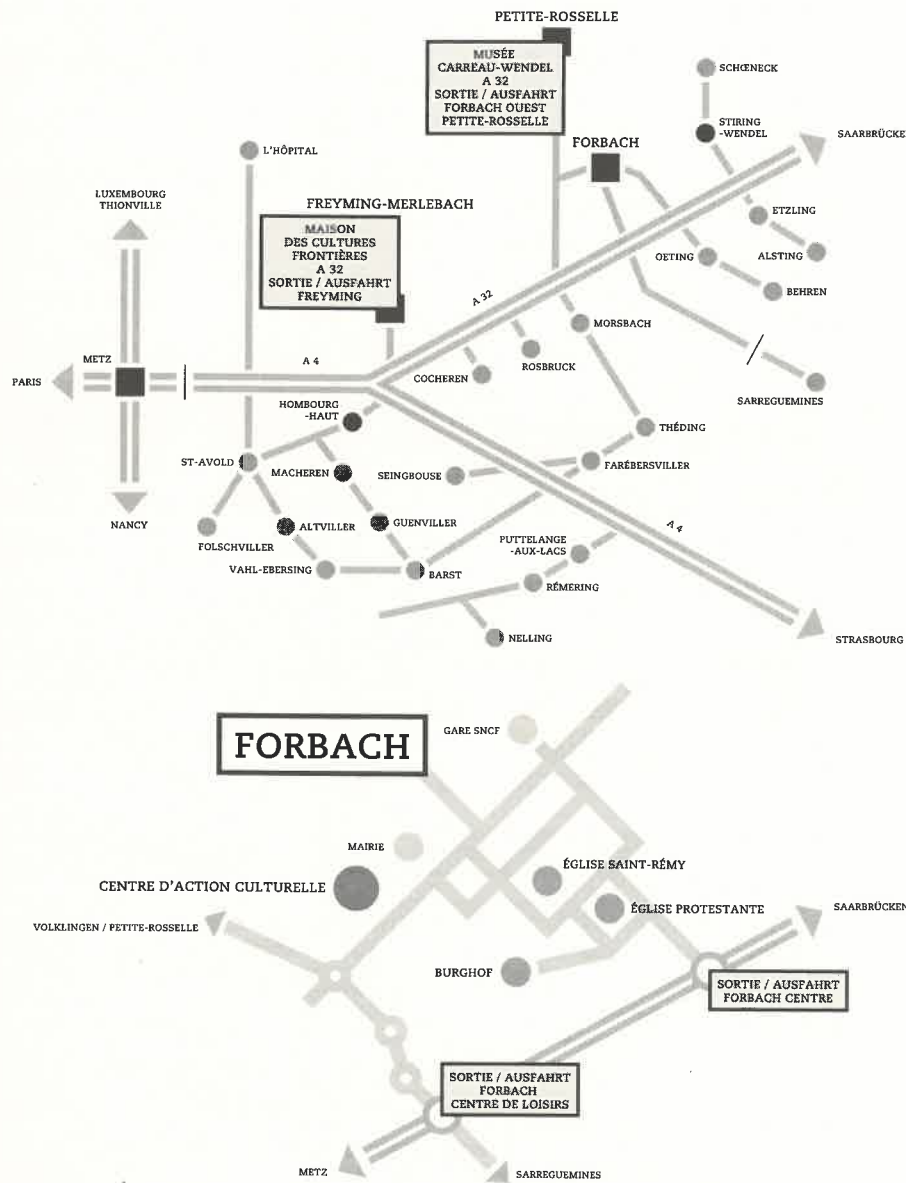 PETITE-ROSSELLE
MUSÉE
CARREAU-WENDEL
A 32
SORTIE / AUSFAHRT
FORBACH OUEST
PETITE-ROSSELLE
SCHŒNECK
STIRING
-WENDEL
SAARBRÜCKE
FORBACH
L'HÔPITAL
LUXEMBOURG
THIONVILLE
FREYMING-MERLEBACH
MAISON
DES CULTURES
FRONTIÈRES
A 32
SORTIE / AUSFAHRT
FREYMING
ETZLING
OETING
ALSTING
BEHREN
A 32
MORSBACH
METZ
A 4
ROSBRUCK
PARIS
COCHEREN
SARREGUEMINES
HOMBOURG
-HAUT
THÉDING
ST-AVOLD
MACHEREN
SEINGBOUSE
FARÉBERSVILLER
NANCY
FOLSCHVILLER
ALTVILLER
GUENVILLER
A 4
PUTTELANGE
-AUX-LACS
VAHL-EBERSING
BARST
RÉMERING
NELLING
STRASBOURG
FORBACH
GARE SNCF
MAIRIE
ÉGLISE SAINT-RÉMY
CENTRE D'ACTION CULTURELLE
ÉGLISE PROTESTANTE
SAARBRÜCKEN
VOLKLINGEN / PETITE-ROSSELLE
BURGHOF
SORTIE / AUSFAHRT
FORBACH CENTRE
SORTIE / AUSFAHRT
FORBACH
CENTRE DE LOISIRS
METZ
SARREGUEMINES